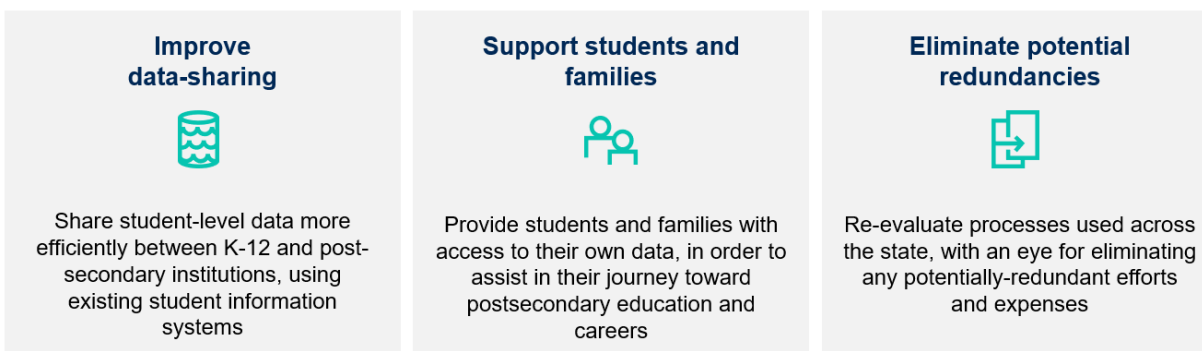 Improve
data-sharing
Share student-level data more
efficiently between K-12 and post-
secondary institutions, using
existing student information
systems
Support students and
families
Provide students and families with
access to their own data, in order to
assist in their journey toward
postsecondary education and
careers
Eliminate potential
redundancies
Re-evaluate processes used across
the state, with an eye for eliminating
any potentially-redundant efforts
and expenses